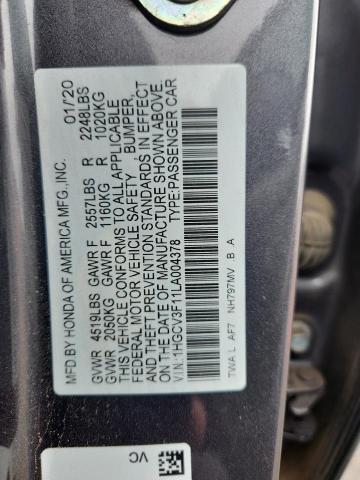 MFD BY HONDA OF AMERICA MFG., INC. 01/20
GVWR 4519LBS GAWR F 2557LBS R 2248LBS
GVWR 2050KG GAWR F 1160KG R 1020KG
THIS VEHICLE CONFORMS TO ALL APPLICABLE
FEDERAL MOTOR VEHICLE SAFETY, BUMPER,
AND THEFT PREVENTION STANDARDS IN EFFECT
ON THE DATE OF MANUFACTURE SHOWN ABOVE.
V.I.N.:1HGCV3F11LA004378 TYPE:PASSENGER CAR
TWA L AF7 NH797MV B A
VC